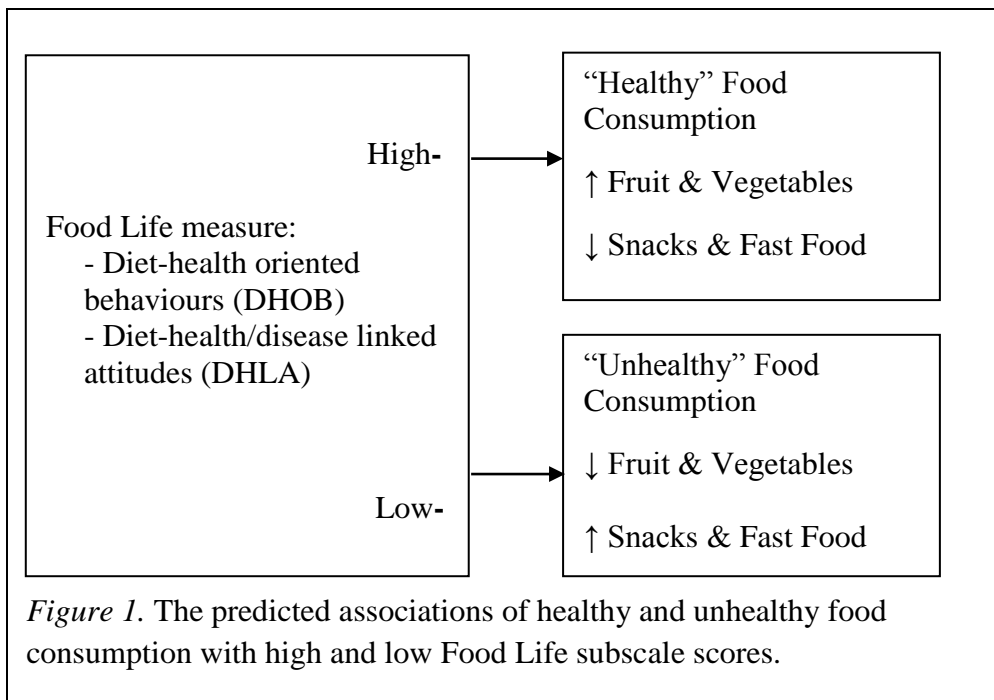 Food Life measure:
- Diet-health oriented
behaviours (DHOB)
- Diet-health/disease linked
attitudes (DHLA)
High-
Low-
“Healthy” Food
Consumption
↑ Fruit & Vegetables
↓ Snacks & Fast Food
“Unhealthy” Food
Consumption
↓ Fruit & Vegetables
↑ Snacks & Fast Food
Figure 1. The predicted associations of healthy and unhealthy food
consumption with high and low Food Life subscale scores.